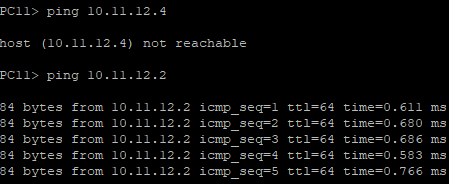 PC11> ping 10.11.12.4
host (10.11.12.4) not reachable
PC11> ping 10.11.12.2
84 bytes from 10.11.12.2 icmp_seq=1 ttl=64 time=0.611 ms
84 bytes from 10.11.12.2 icmp_seq=2 ttl=64 time=0.680 ms
84 bytes from 10.11.12.2 icmp_seq=3 ttl=64 time=0.686 ms
84 bytes from 10.11.12.2 icmp_seq=4 ttl=64 time=0.583 ms
84 bytes from 10.11.12.2 icmp_seq=5 ttl=64 time=0.766 ms